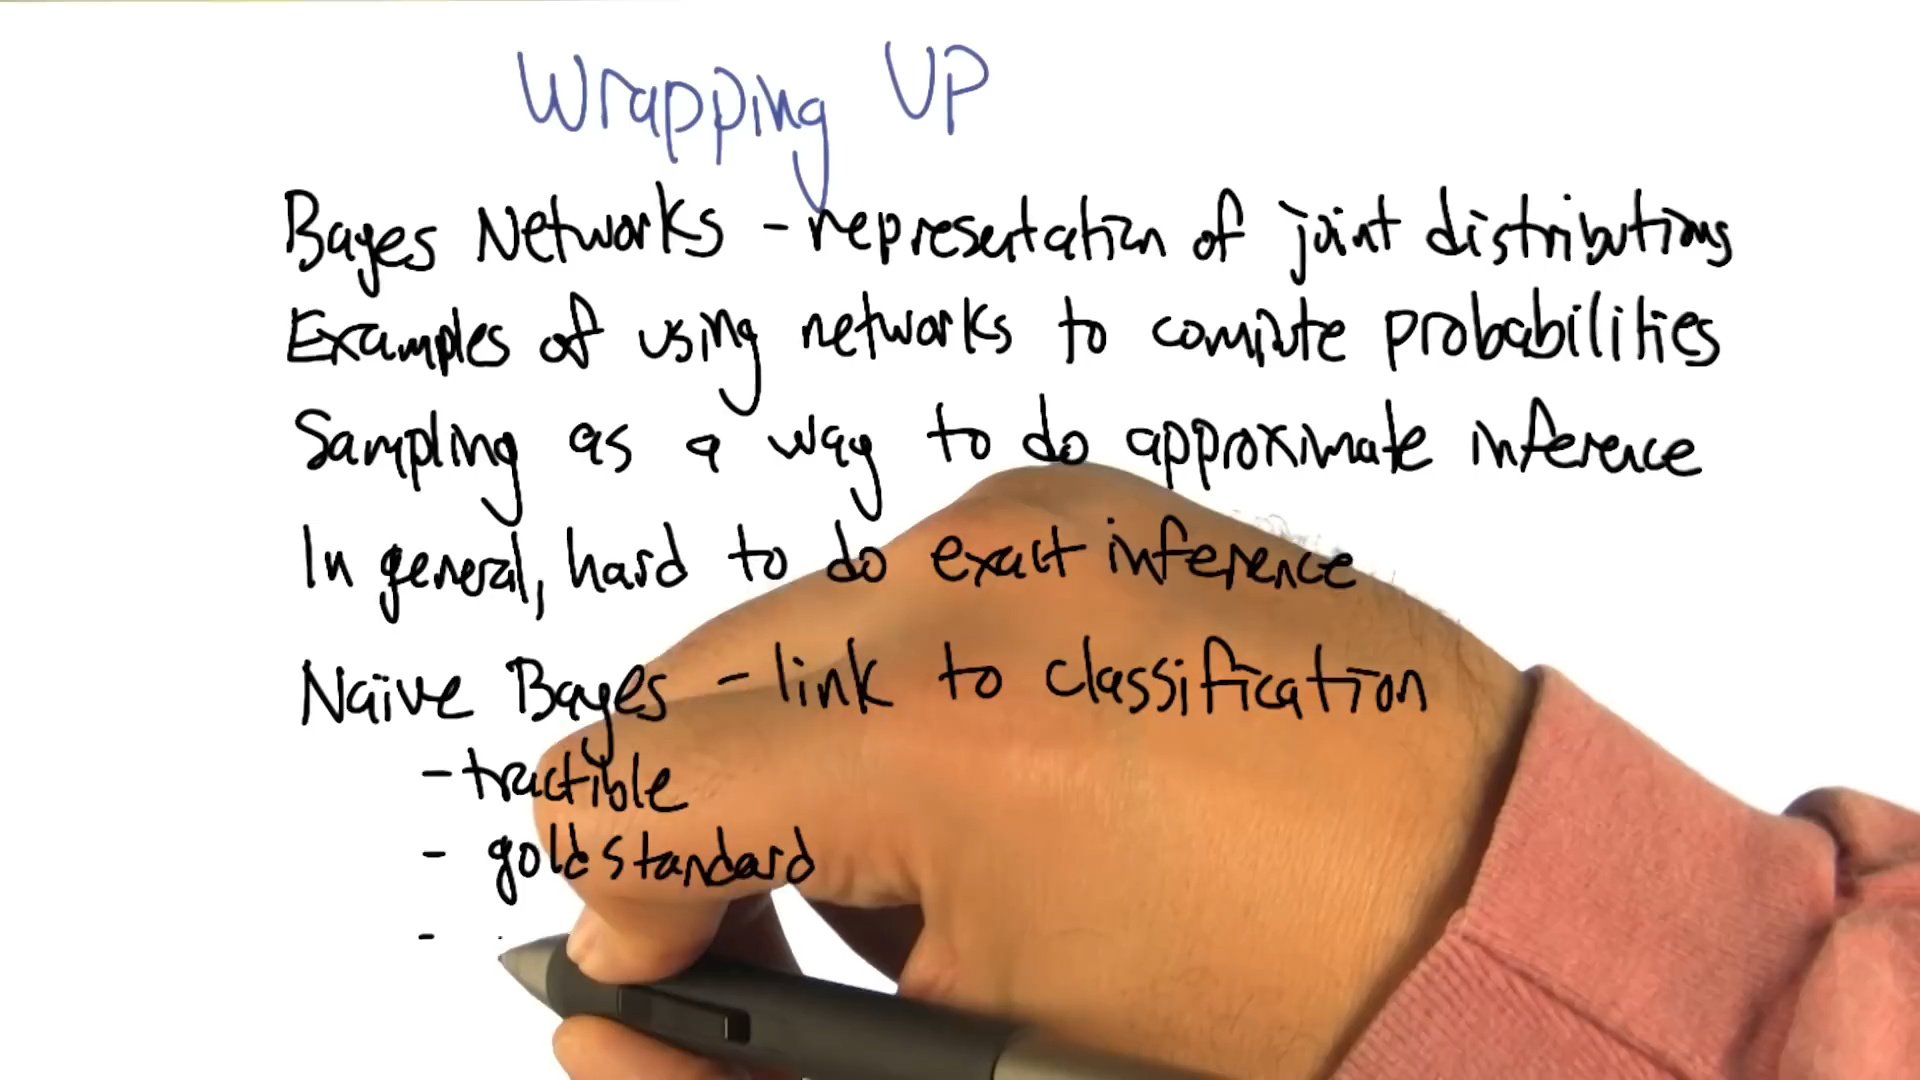 Wrapping UP
Bayes Networks - representation of joint distributions
Examples of using networks to compute probabilities
Sampling as a way to do approximate inference
In general, hard to do exact inference
Naive Bayes - link to classification
- tractible
- gold standard
-